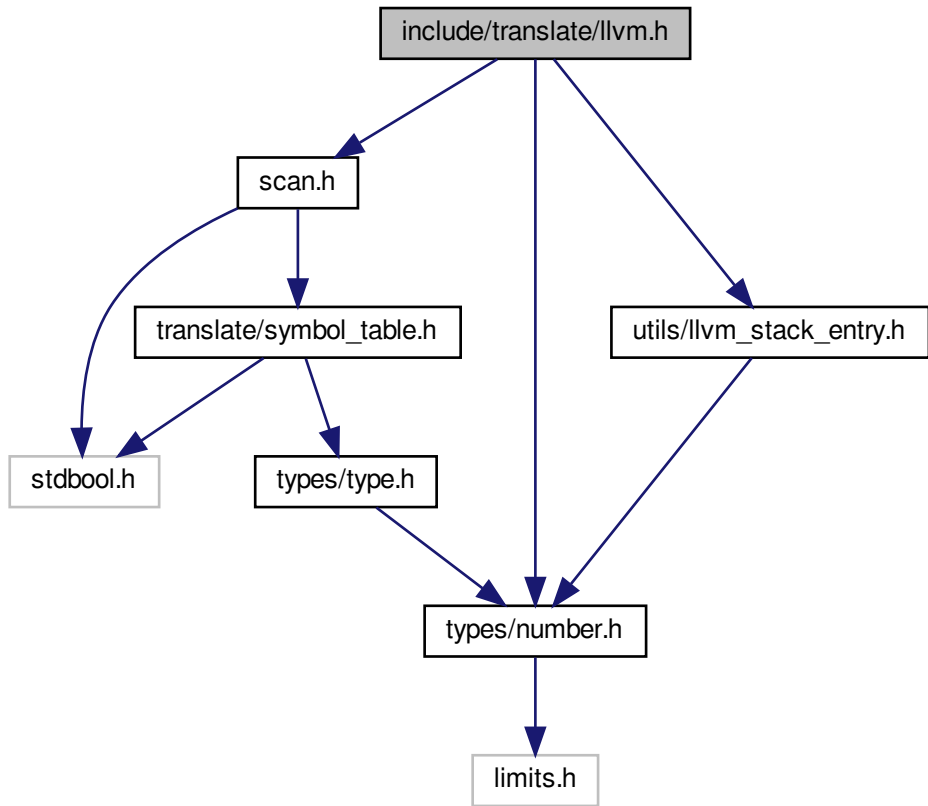 include/translate/llvm.h
scan.h
translate/symbol_table.h
utils/llvm_stack_entry.h
stdbool.h
types/type.h
types/number.h
limits.h